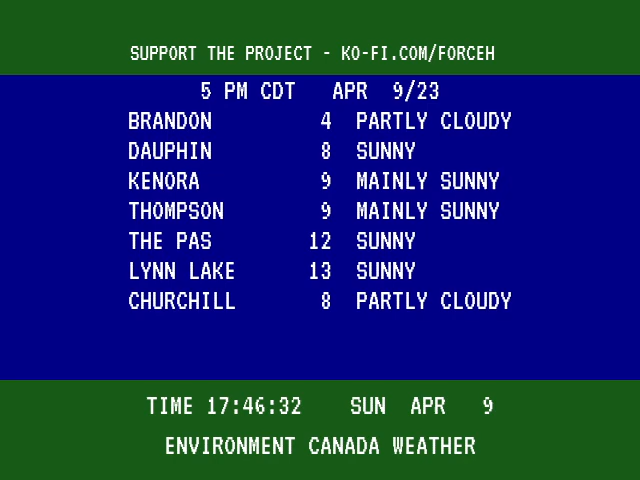 SUPPORT THE PROJECT - KO-FI.COM/FORCEH
5 PM CDT   APR  9/23
BRANDON         4  PARTLY CLOUDY
DAUPHIN         8  SUNNY
KENORA          9  MAINLY SUNNY
THOMPSON        9  MAINLY SUNNY
THE PAS        12  SUNNY
LYNN LAKE      13  SUNNY
CHURCHILL       8  PARTLY CLOUDY
TIME 17:46:32    SUN  APR   9
ENVIRONMENT CANADA WEATHER